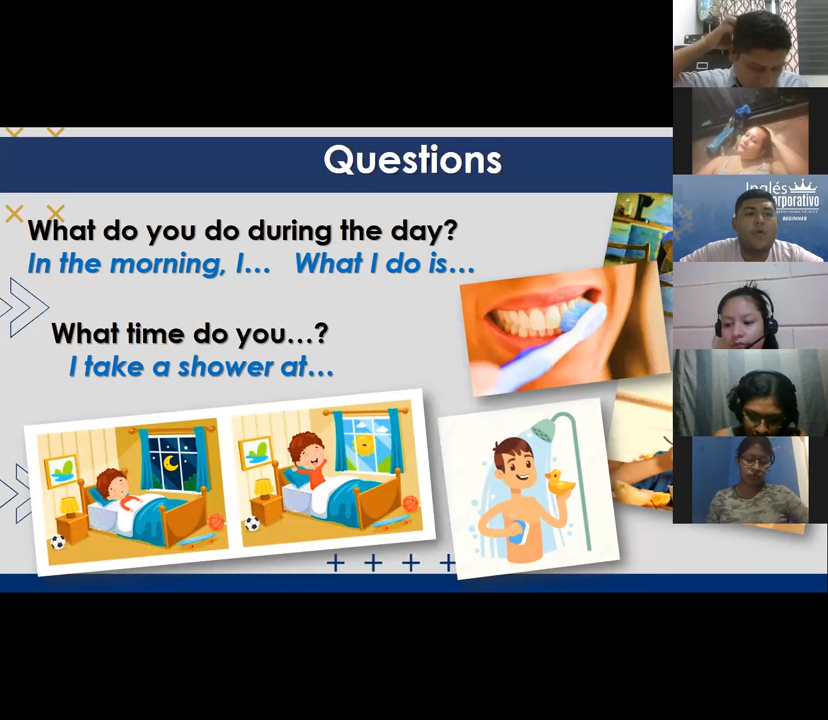 Questions
What do you do during the day?
In the morning, I... What I do is...
What time do you...?
I take a shower at...
Inglés
orporativo
BEGINNER